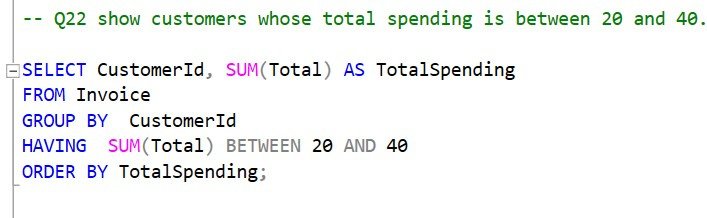 -- Q22 show customers whose total spending is between 20 and 40.
SELECT CustomerId, SUM(Total) AS TotalSpending
FROM Invoice
GROUP BY  CustomerId
HAVING  SUM(Total) BETWEEN 20 AND 40
ORDER BY TotalSpending;